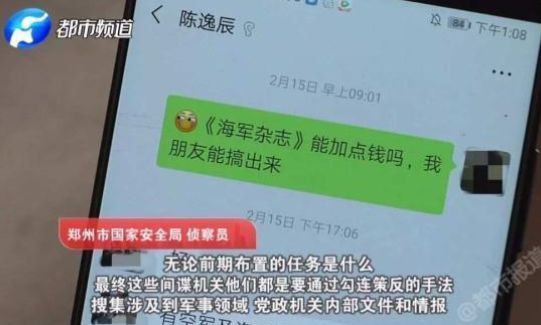 都市频道
84 下午1:08
陈逸辰
2月15日 早上09:01
《海军杂志》能加点钱吗，我
朋友能搞出来
2月15日 下午17:06
郑州市国家安全局 侦察员
无论前期布置的任务是什么
最终这些间谍机关他们都是要通过勾连策反的手法
搜集涉及到军事领域 党政机关内部文件和情报
都市报道